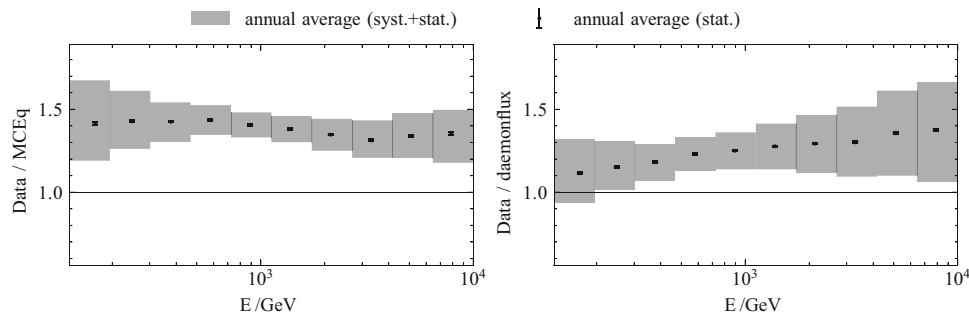 annual average (syst.+stat.)
annual average (stat.)
Data / MCEq
1.5
1.0
10³
10⁴
E /GeV
Data / daemonflux
1.5
1.0
10³
10⁴
E /GeV